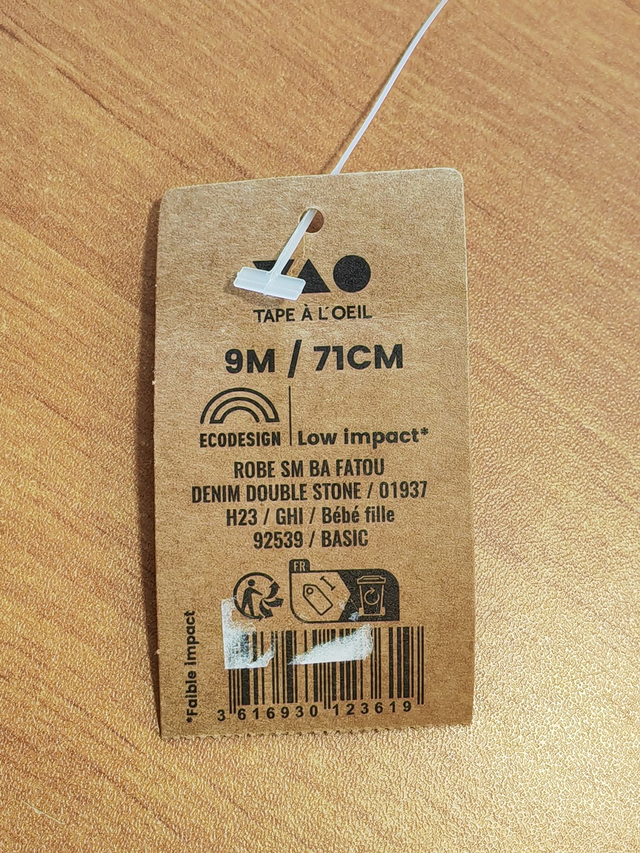 TAPE À L'OEIL
9M / 71CM
ECODESIGN
Low impact*
ROBE SM BA FATOU
DENIM DOUBLE STONE / 01937
H23 / GHI / Bébé fille
92539 / BASIC
FR
*Faible impact
3 616930 123619